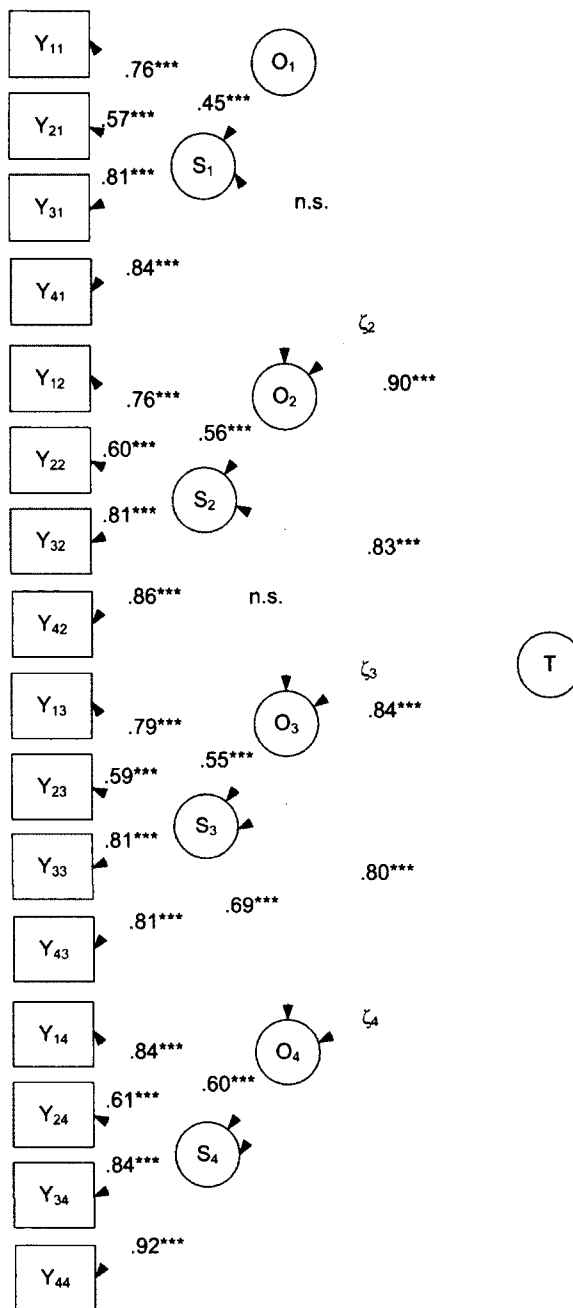 Y₁₁
O₁
.76***
.45***
Y₂₁
.57***
S₁
.81***
Y₃₁
n.s.
.84***
Y₄₁
ζ₂
Y₁₂
.76***
O₂
.90***
.56***
Y₂₂
.60***
S₂
.81***
Y₃₂
.83***
.86***
n.s.
Y₄₂
T
ζ₃
Y₁₃
.79***
O₃
.84***
.55***
Y₂₃
.59***
S₃
.81***
Y₃₃
.80***
.69***
.81***
Y₄₃
ζ₄
Y₁₄
.84***
O₄
.60***
Y₂₄
.61***
S₄
.84***
Y₃₄
.92***
Y₄₄